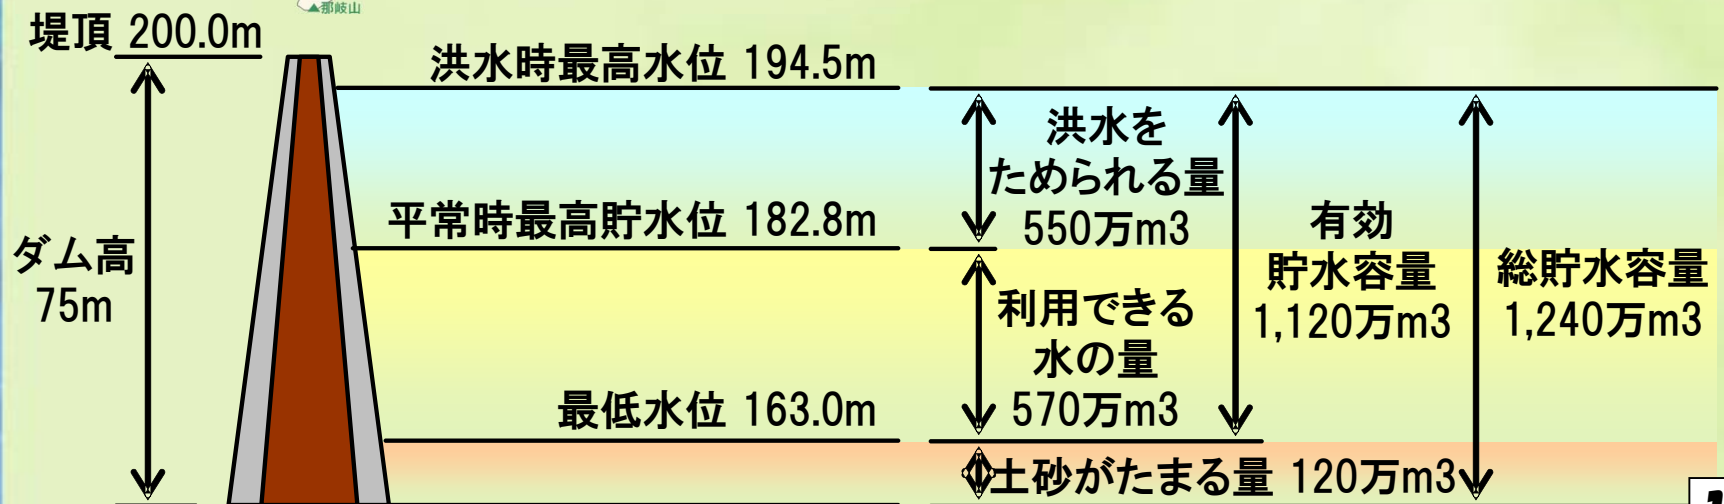 ▲那岐山
堤頂 200.0m
洪水時最高水位 194.5m
洪水を
ためられる量
550万m3
平常時最高貯水位 182.8m
ダム高
75m
有効
貯水容量
1,120万m3
総貯水容量
1,240万m3
利用できる
水の量
570万m3
最低水位 163.0m
土砂がたまる量 120万m3